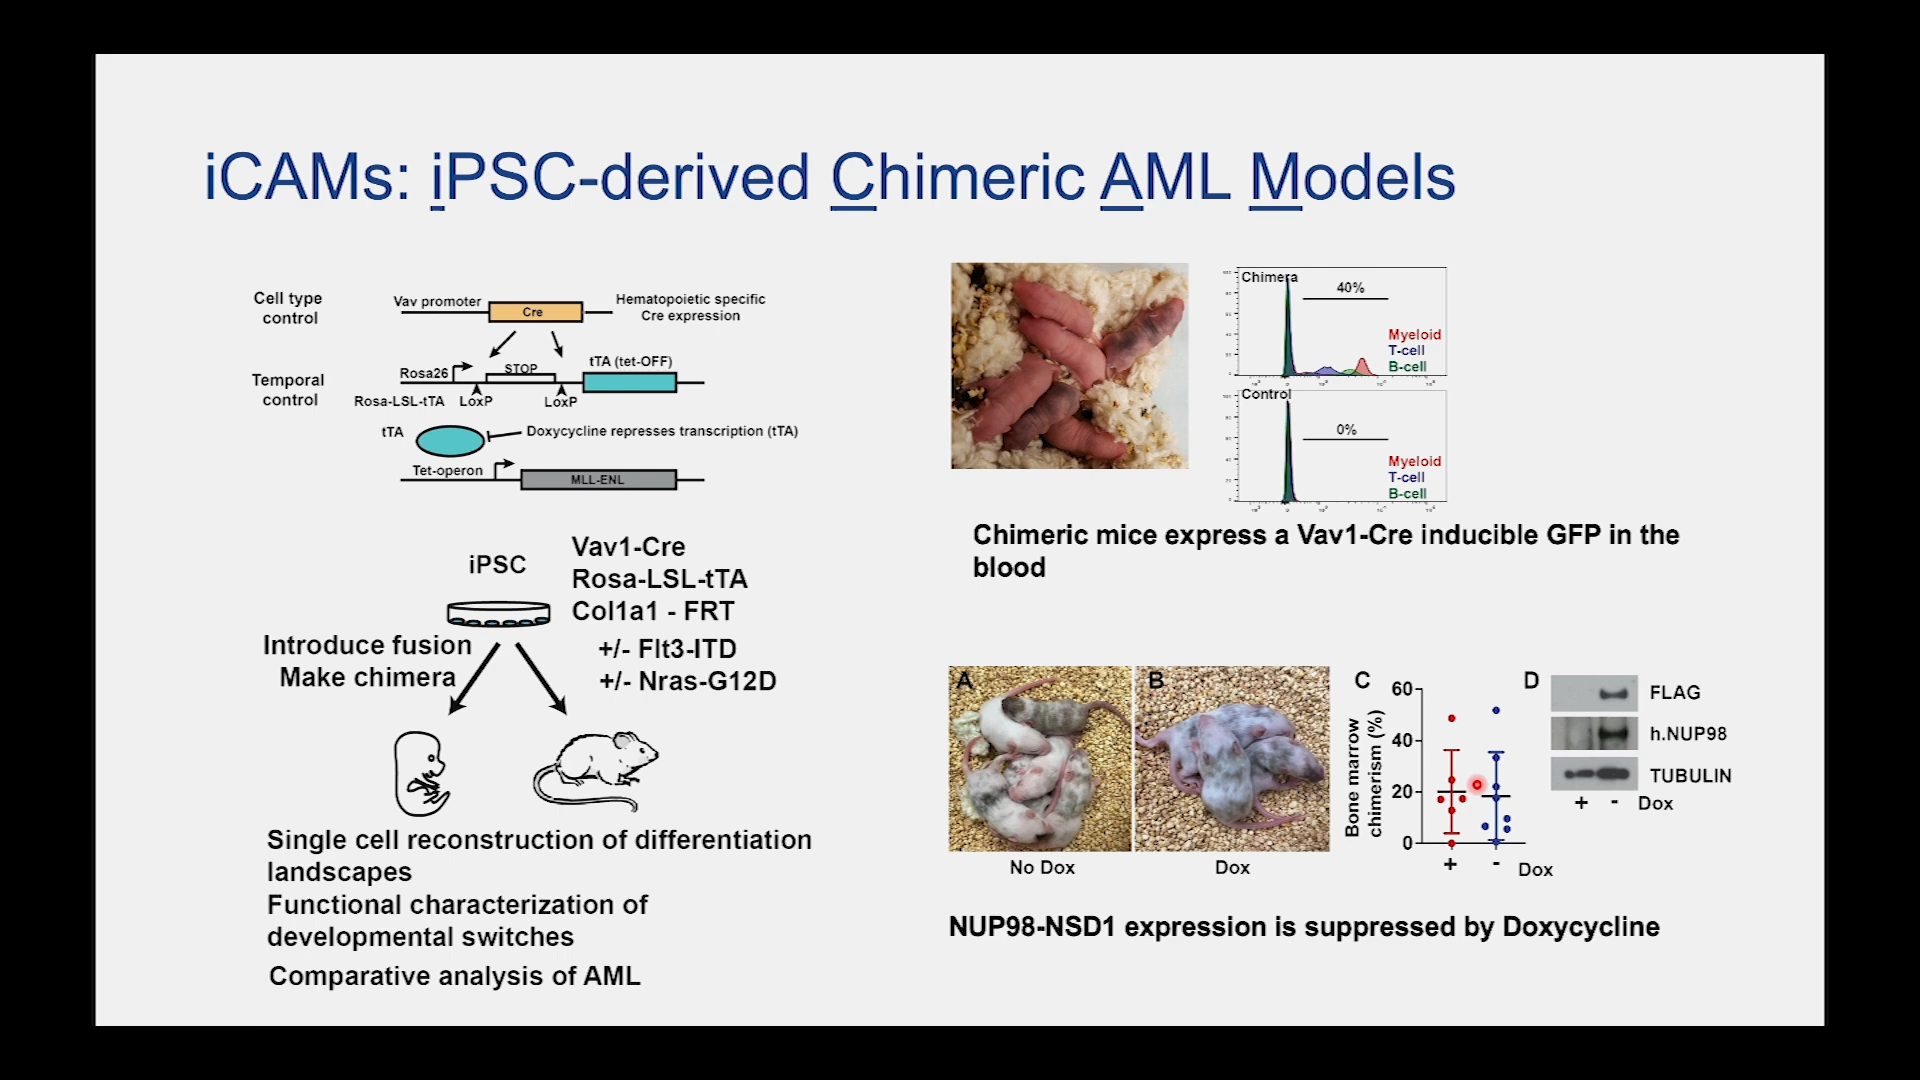 iCAMs: iPSC-derived Chimeric AML Models
Cell type
control
Vav promoter
Cre
Hematopoietic specific
Cre expression
Temporal
control
Rosa26
STOP
tTA (tet-OFF)
Rosa-LSL-tTA
LoxP
LoxP
tTA
Doxycycline represses transcription (tTA)
Tet-operon
MLL-ENL
iPSC
Vav1-Cre
Rosa-LSL-tTA
Col1a1 - FRT
+/- Flt3-ITD
+/- Nras-G12D
Introduce fusion
Make chimera
Single cell reconstruction of differentiation
landscapes
Functional characterization of
developmental switches
Comparative analysis of AML
Chimera
40%
Myeloid
T-cell
B-cell
Control
0%
Myeloid
T-cell
B-cell
Chimeric mice express a Vav1-Cre inducible GFP in the
blood
A
No Dox
B
Dox
C
Bone marrow
chimerism (%)
60
40
20
0
+ - Dox
D
FLAG
h.NUP98
TUBULIN
+ - Dox
NUP98-NSD1 expression is suppressed by Doxycycline